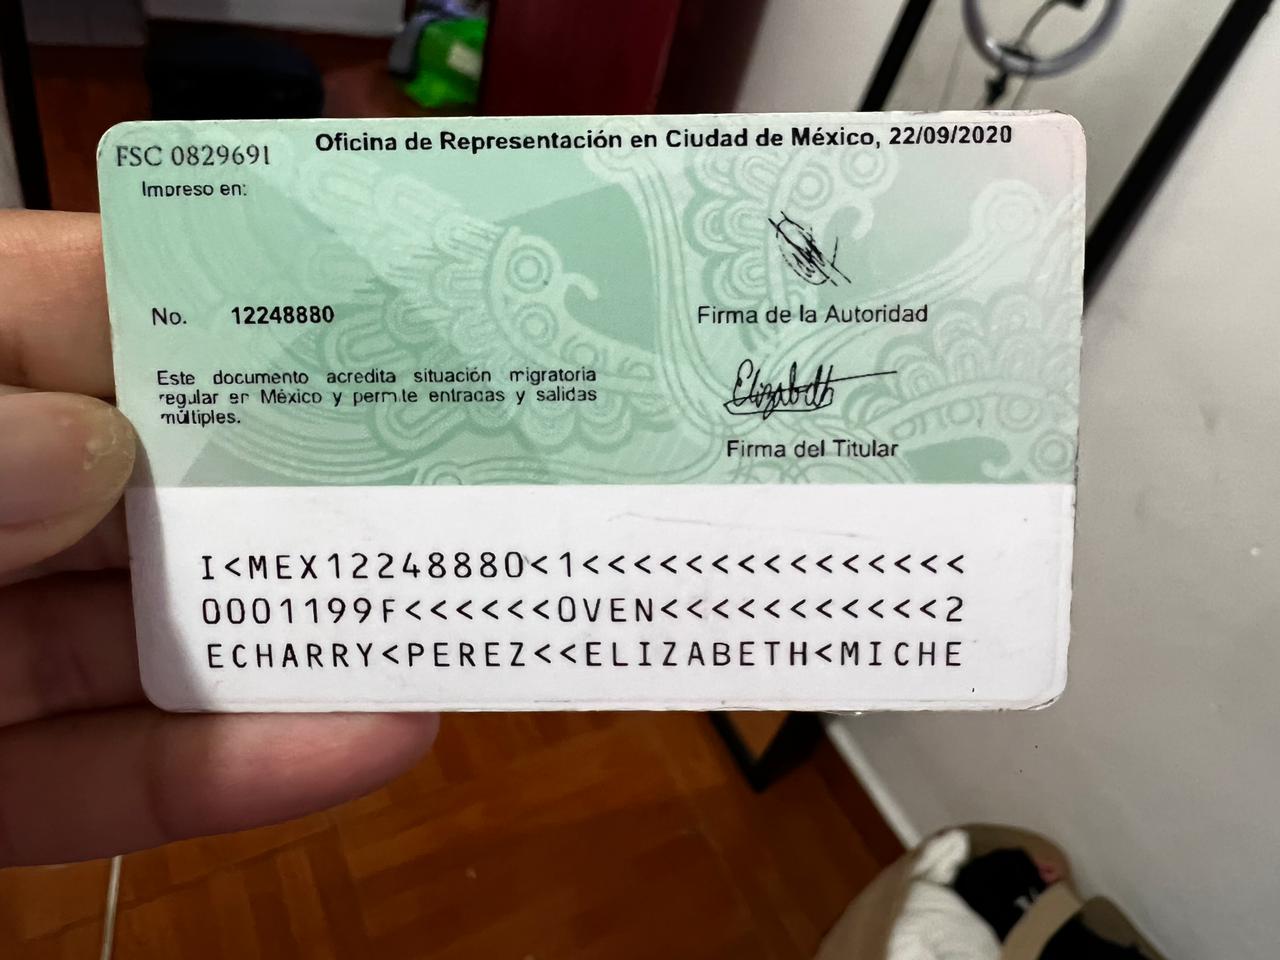 FSC 0829691
Oficina de Representación en Ciudad de México, 22/09/2020
Impreso en:
No. 12248880
Firma de la Autoridad
Este documento acredita situación migratoria
regular en México y permite entradas y salidas
múltiples.
Elizabeth
Firma del Titular
I<MEX12248880<1<<<<<<<<<<<<<<<
0001199F<<<<<<0VEN<<<<<<<<<<<2
ECHARRY<PEREZ<<ELIZABETH<MICHE